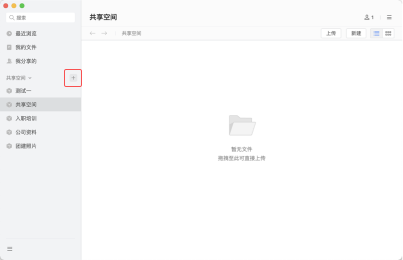 搜索
最近浏览
我的文件
我分享的
共享空间
测试一
共享空间
入职培训
公司资料
团建照片
共享空间
1
共享空间
上传
新建
暂无文件
拖拽至此可直接上传